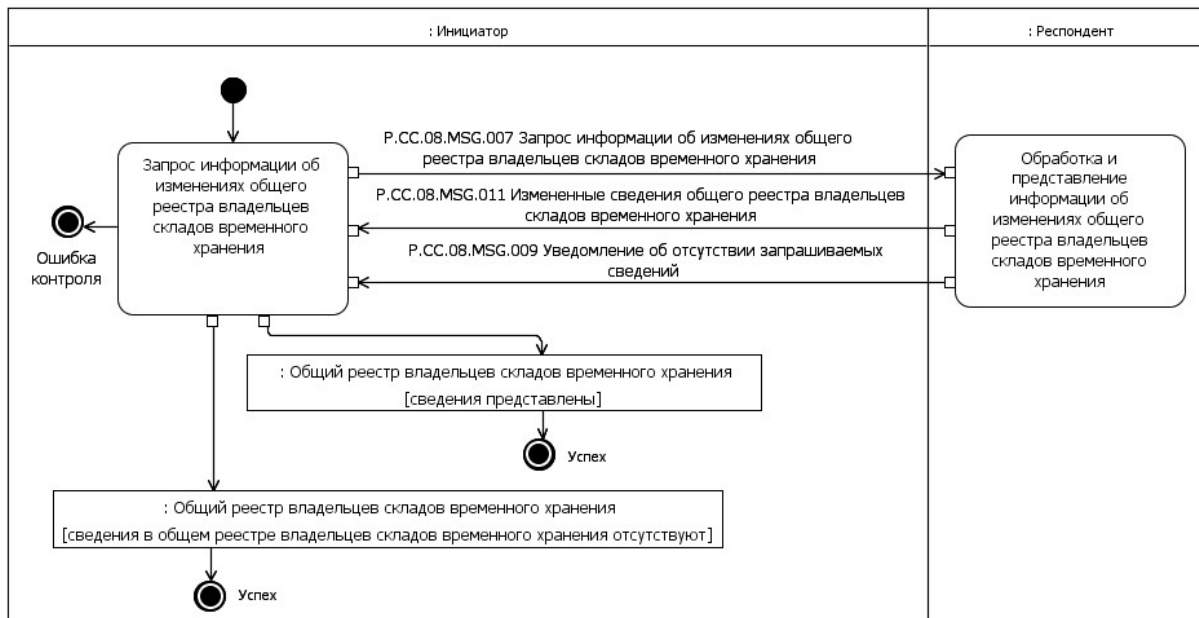 : Инициатор
: Респондент
P.CC.08.MSG.007 Запрос информации об изменениях общего
реестра владельцев складов временного хранения
Запрос информации об
изменениях общего
реестра владельцев
складов временного
хранения
P.CC.08.MSG.011 Измененные сведения общего реестра владельцев
складов временного хранения
P.CC.08.MSG.009 Уведомление об отсутствии запрашиваемых
сведений
Обработка и
представление
информации об
изменениях общего
реестра владельцев
складов временного
хранения
Ошибка
контроля
: Общий реестр владельцев складов временного хранения
[сведения представлены]
Успех
: Общий реестр владельцев складов временного хранения
[сведения в общем реестре владельцев складов временного хранения отсутствуют]
Успех